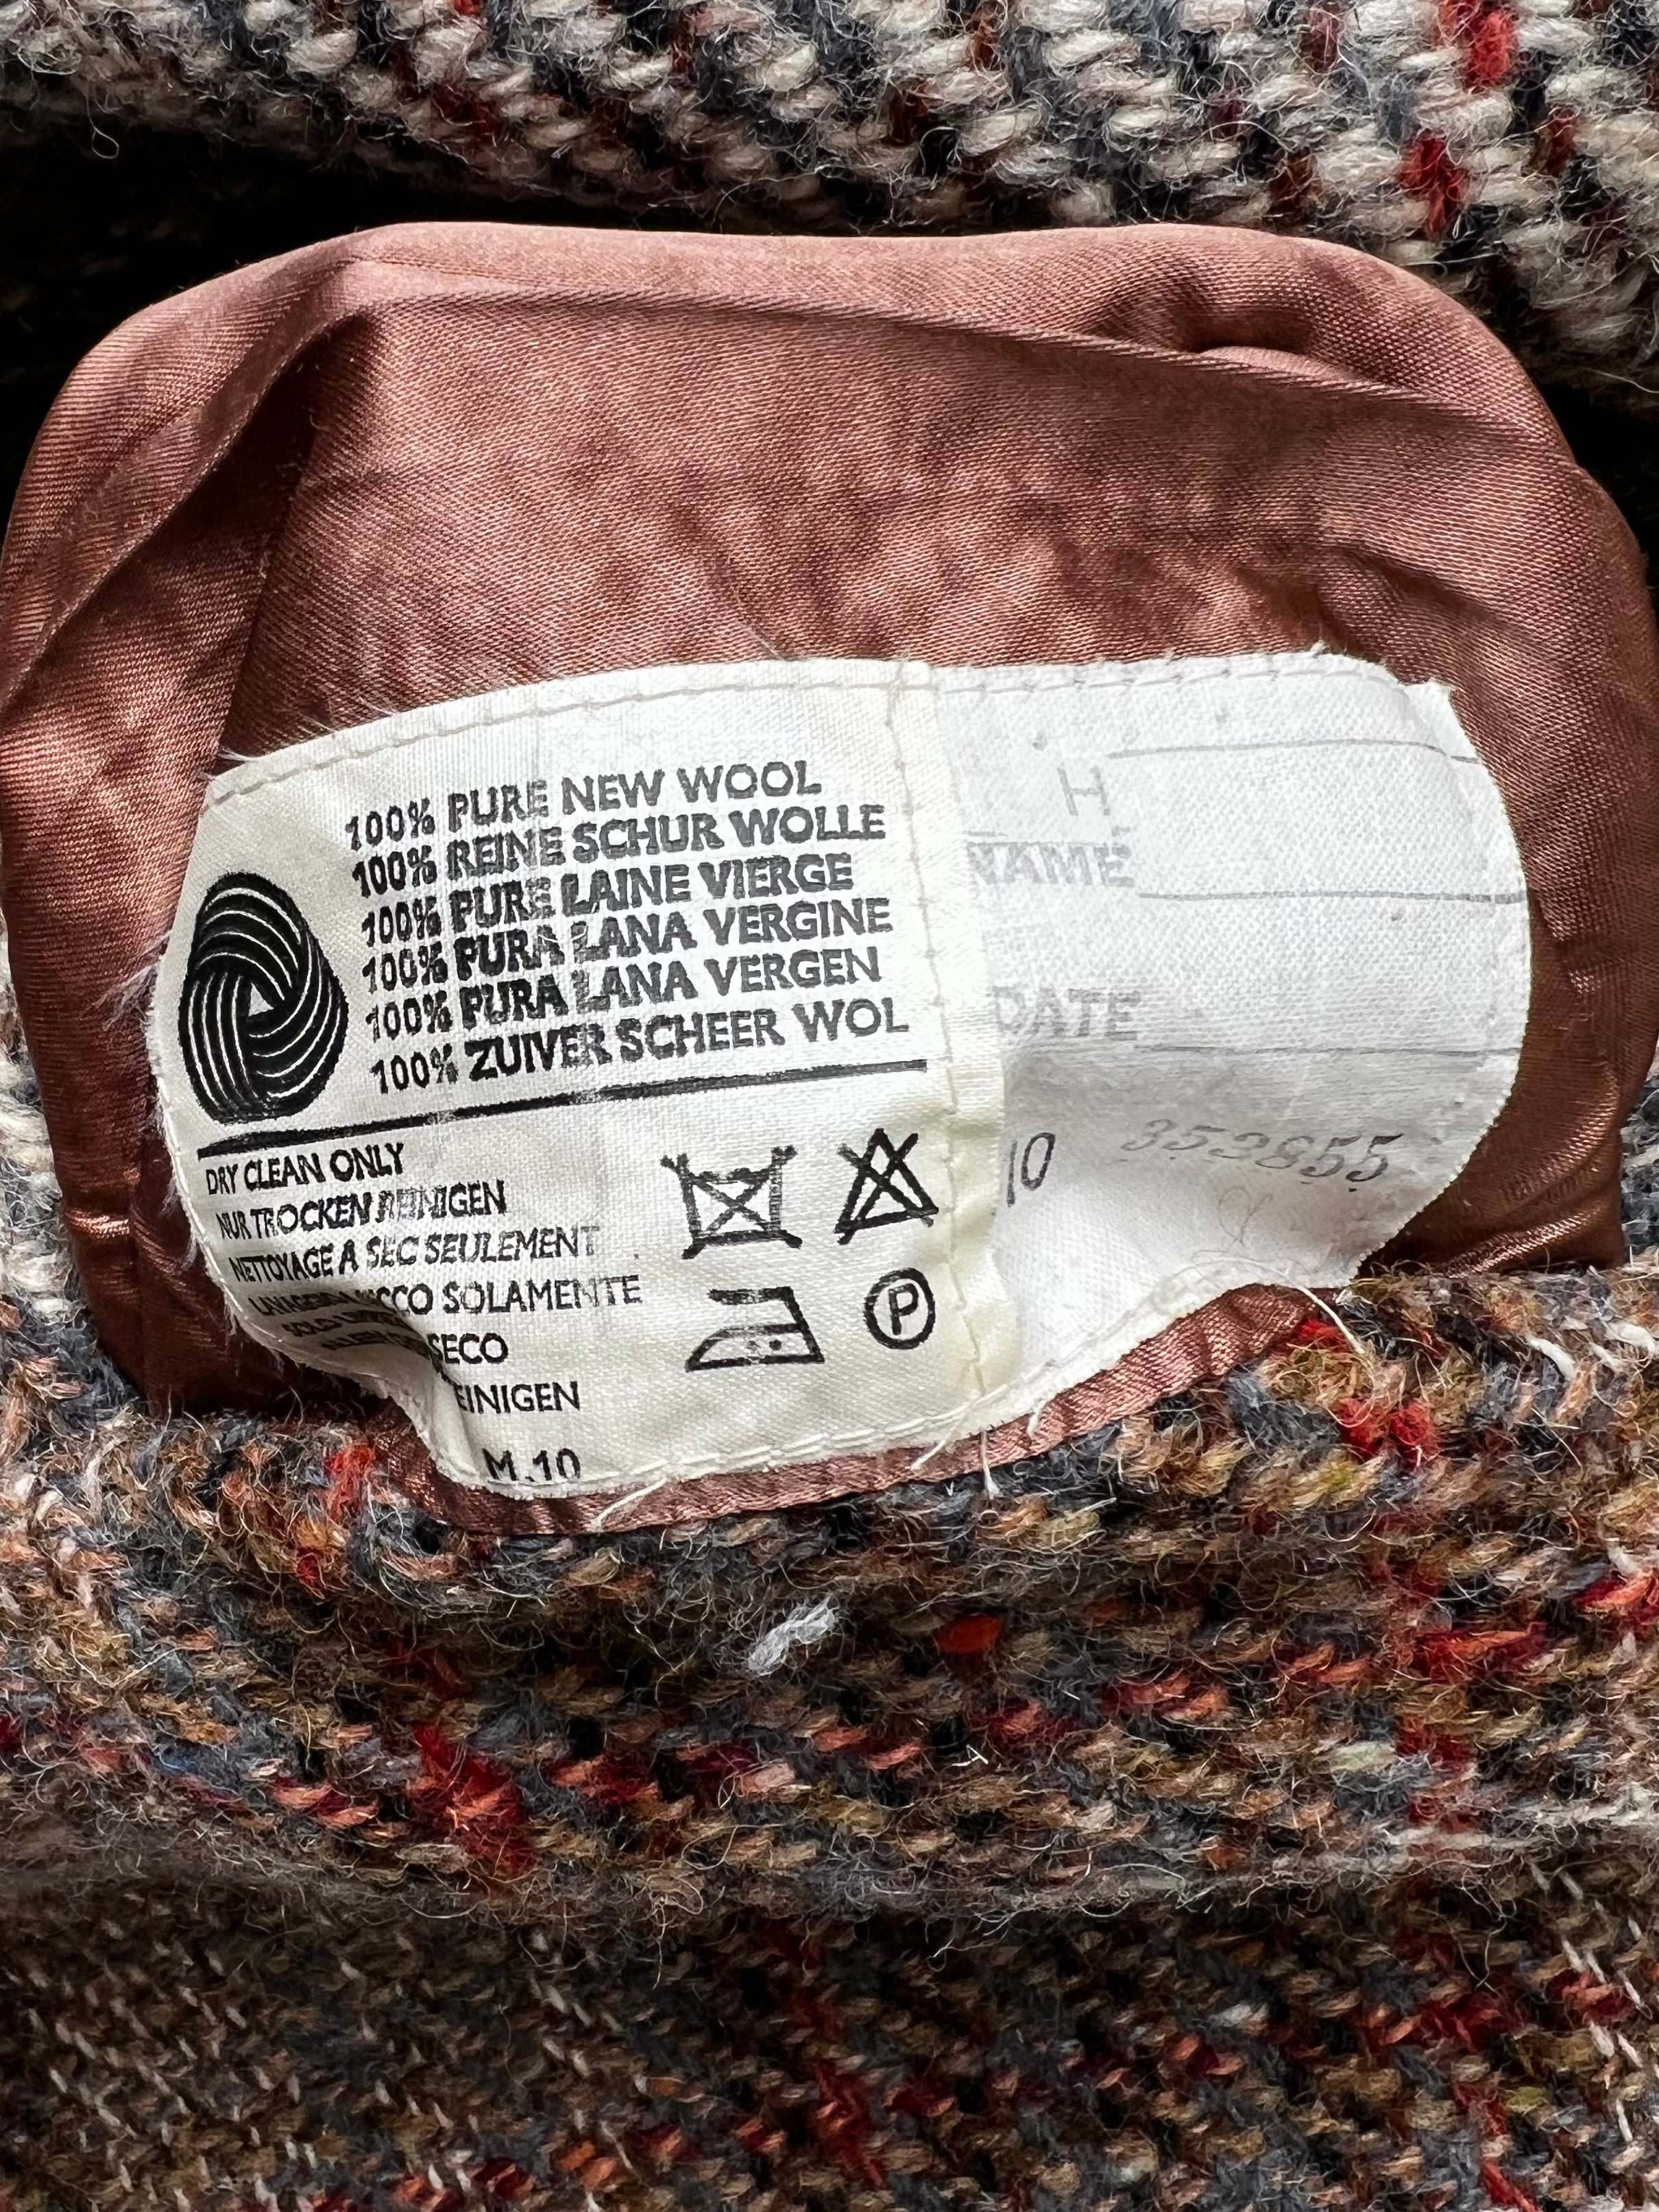 100% PURE NEW WOOL
100% REINE SCHUR WOLLE
100% PURE LAINE VIERGE
100% PURA LANA VERGINE
100% PURA LANA VERGEN
100% ZUIVER SCHEER WOL
DRY CLEAN ONLY
NUR TROCKEN REINIGEN
NETTOYAGE A SEC SEULEMENT
SOLAMENTE
SECO
EINIGEN
P
M.10
H
NAME
DATE
10 353855